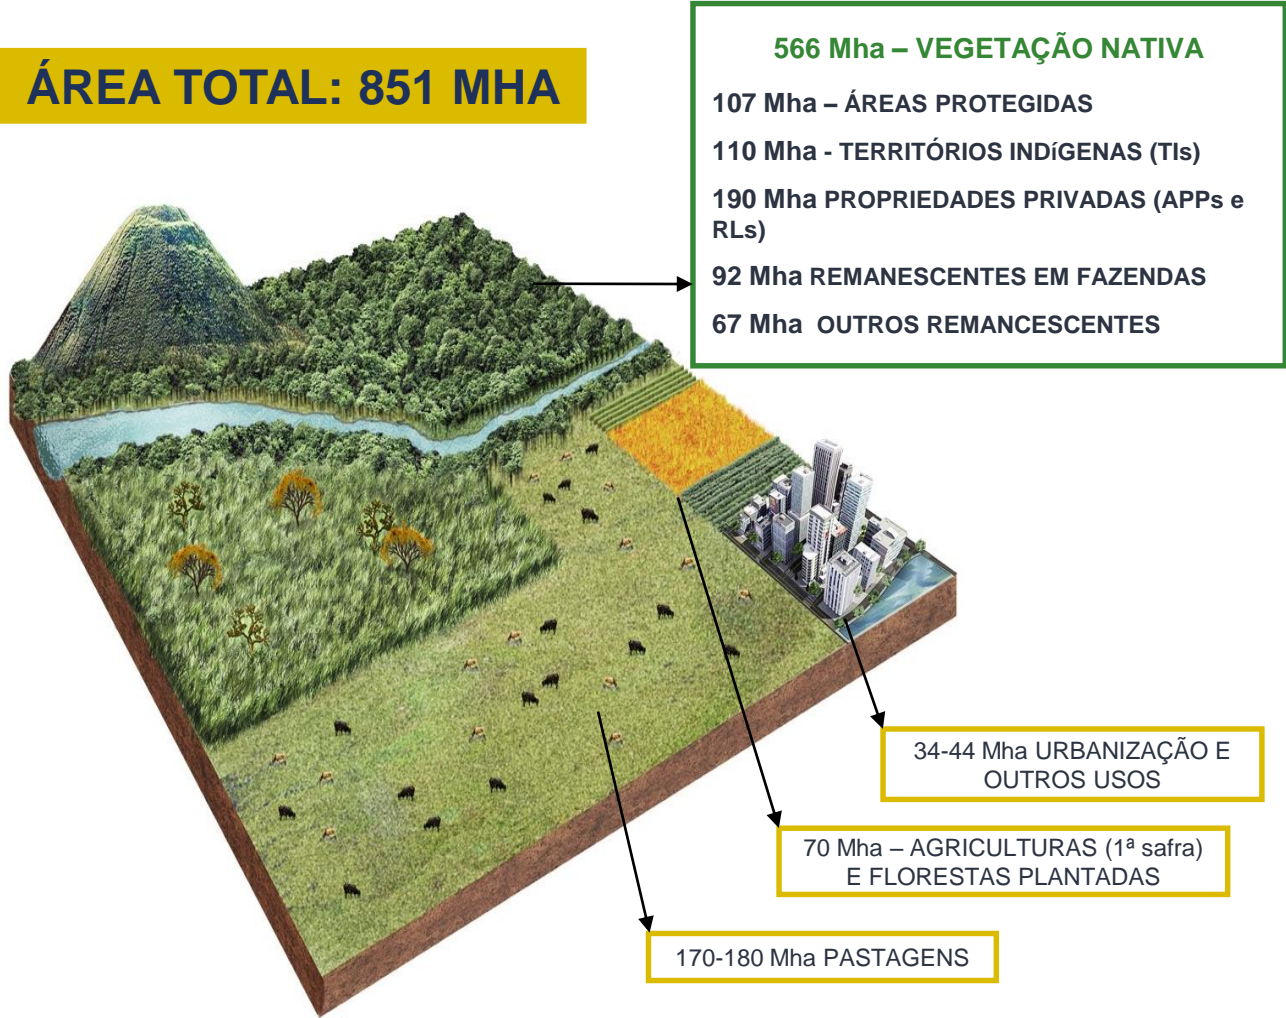 ÁREA TOTAL: 851 MHA
566 Mha – VEGETAÇÃO NATIVA
107 Mha – ÁREAS PROTEGIDAS
110 Mha - TERRITÓRIOS INDíGENAS (TIs)
190 Mha PROPRIEDADES PRIVADAS (APPs e
RLs)
92 Mha REMANESCENTES EM FAZENDAS
67 Mha OUTROS REMANCESCENTES
34-44 Mha URBANIZAÇÃO E
OUTROS USOS
70 Mha – AGRICULTURAS (1ª safra)
E FLORESTAS PLANTADAS
170-180 Mha PASTAGENS